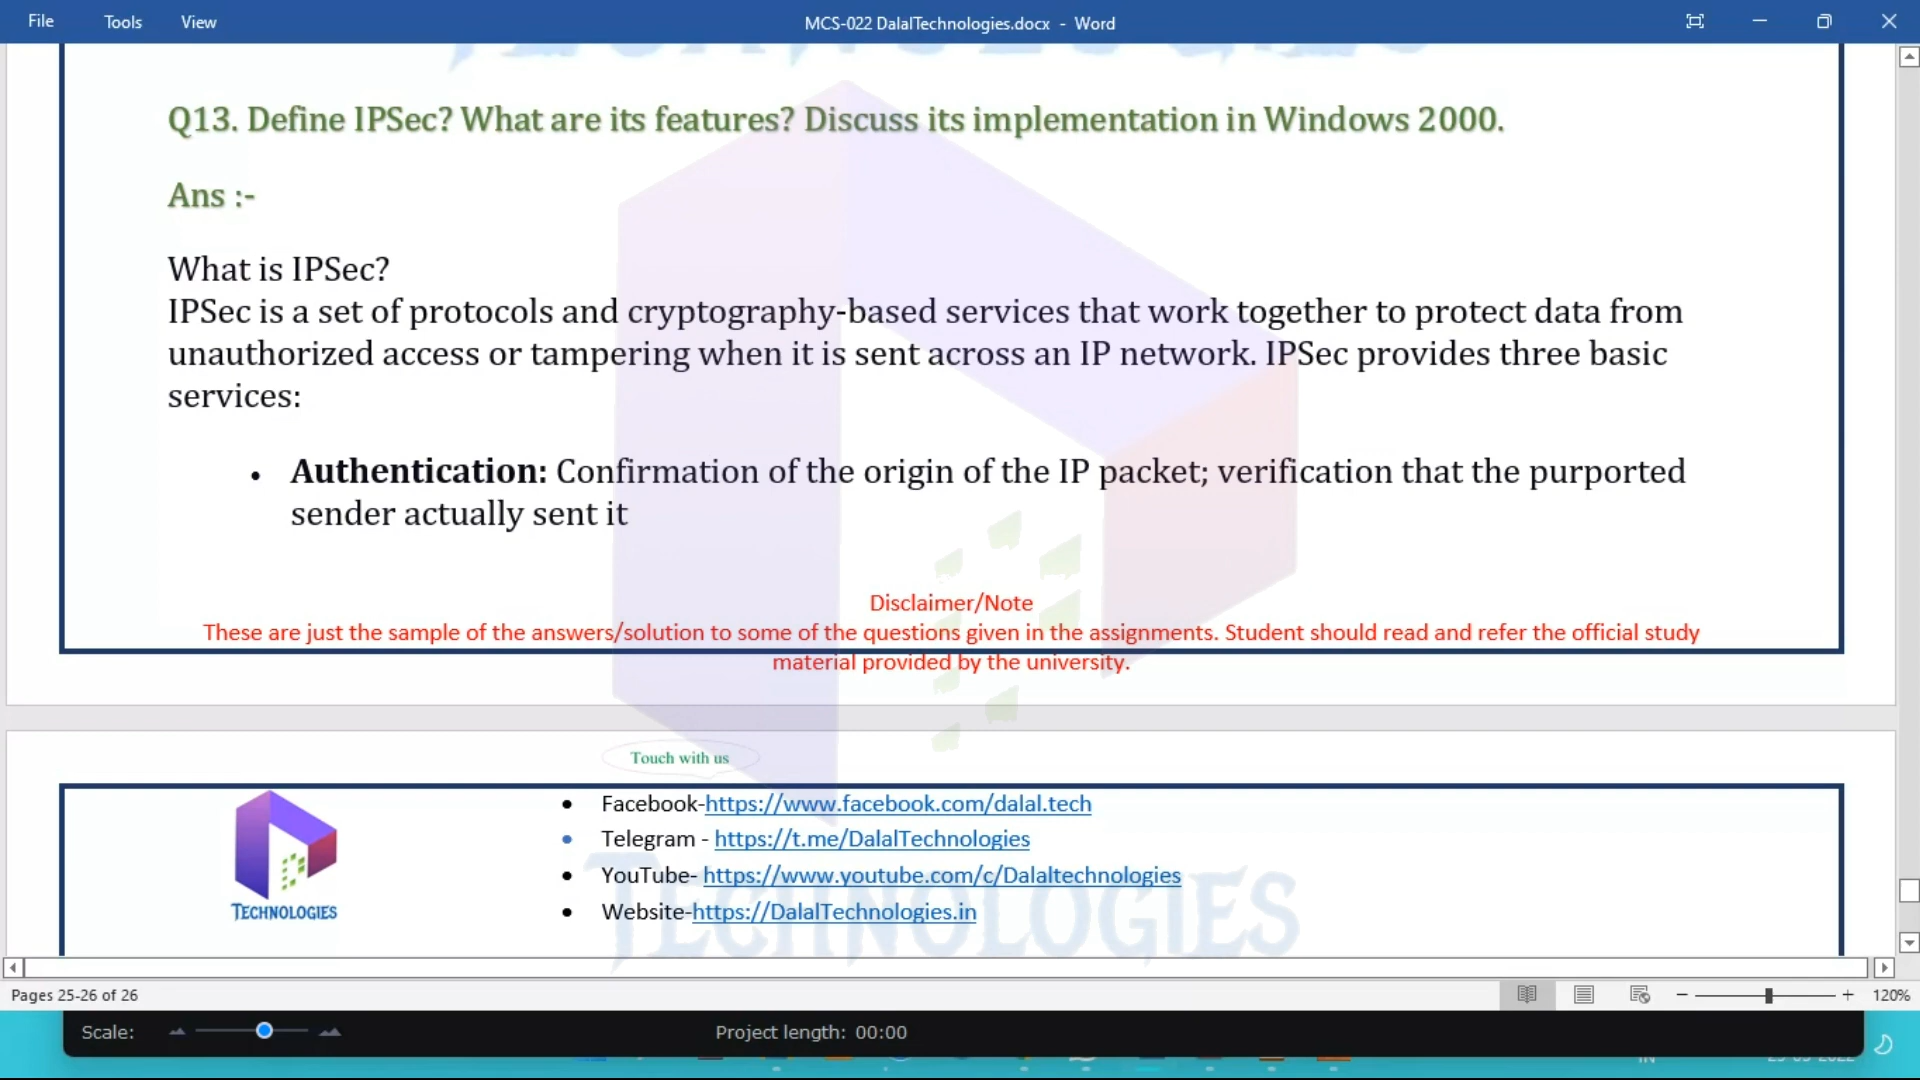 File Tools View MCS-022 DalalTechnologies.docx - Word
Q13. Define IPSec? What are its features? Discuss its implementation in Windows 2000.
Ans :-
What is IPSec?
IPSec is a set of protocols and cryptography-based services that work together to protect data from
unauthorized access or tampering when it is sent across an IP network. IPSec provides three basic
services:
• Authentication: Confirmation of the origin of the IP packet; verification that the purported
sender actually sent it
Disclaimer/Note
These are just the sample of the answers/solution to some of the questions given in the assignments. Student should read and refer the official study
material provided by the university.
Touch with us
• Facebook-https://www.facebook.com/dalal.tech
• Telegram - https://t.me/DalalTechnologies
• YouTube- https://www.youtube.com/c/Dalaltechnologies
• Website-https://DalalTechnologies.in
TECHNOLOGIES
TECHNOLOGIES
Pages 25-26 of 26 120%
Scale: Project length: 00:00